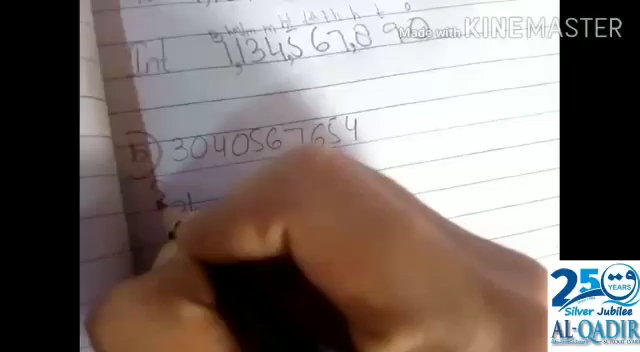 Made with KINEMASTER
Int 7,134,567,890
b 3040567654
25
YEARS
Silver Jubilee
AL-QADIR